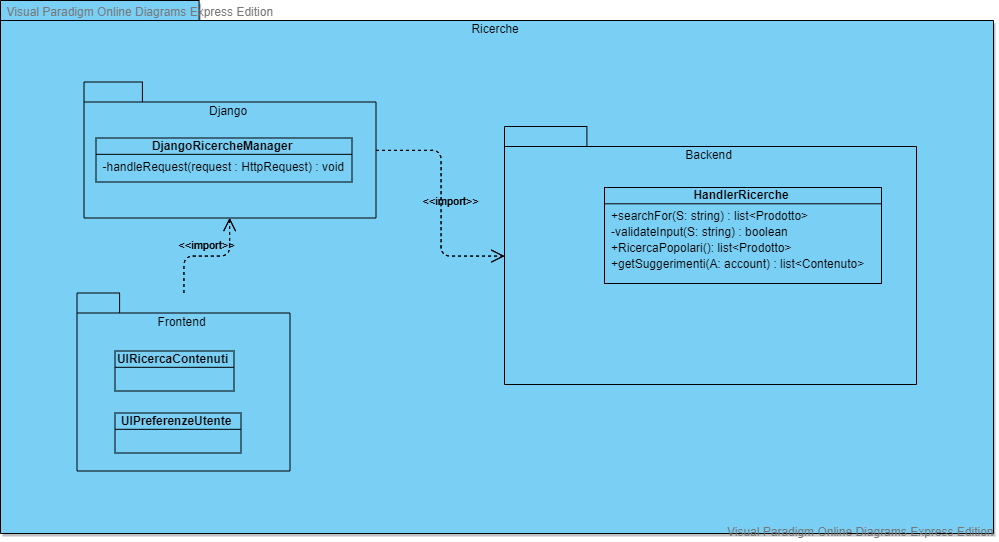 Visual Paradigm Online Diagrams Express Edition
Ricerche
Django
DjangoRicercheManager
-handleRequest(request : HttpRequest) : void
<<import>>
Backend
HandlerRicerche
+searchFor(S: string) : list<Prodotto>
-validateInput(S: string) : boolean
+RicercaPopolari(): list<Prodotto>
+getSuggerimenti(A: account) : list<Contenuto>
<<import>>
Frontend
UIRicercaContenuti
UIPreferenzeUtente
Visual Paradigm Online Diagrams Express Edition